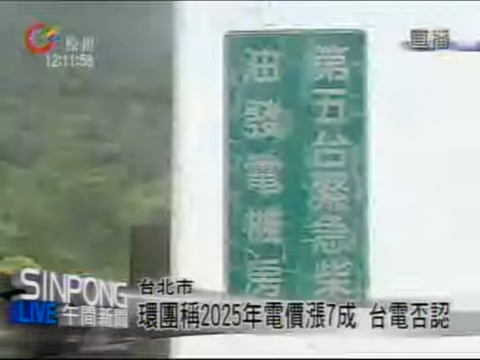 12:11:58
直播
第五台緊急柴
油發電機房
台北市
SINPONG
環團稱2025年電價漲7成 台電否認
LIVE 午間新聞